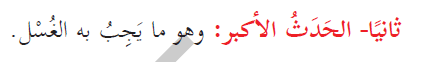 ثانيًا- الحَدَثُ الأكبر: وهو ما يَجِبُ به الغُسْل.